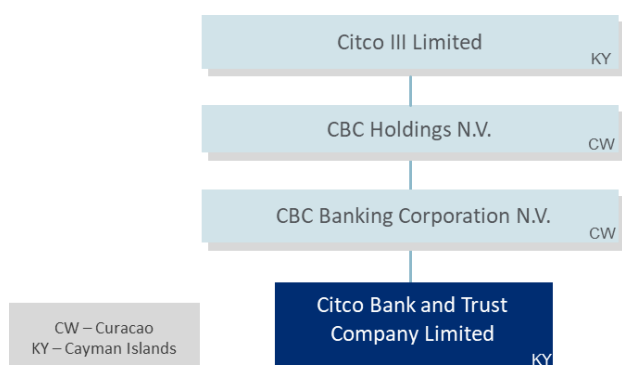 Citco III Limited
KY
CBC Holdings N.V.
CW
CBC Banking Corporation N.V.
CW
Citco Bank and Trust
Company Limited
KY
CW – Curacao
KY – Cayman Islands